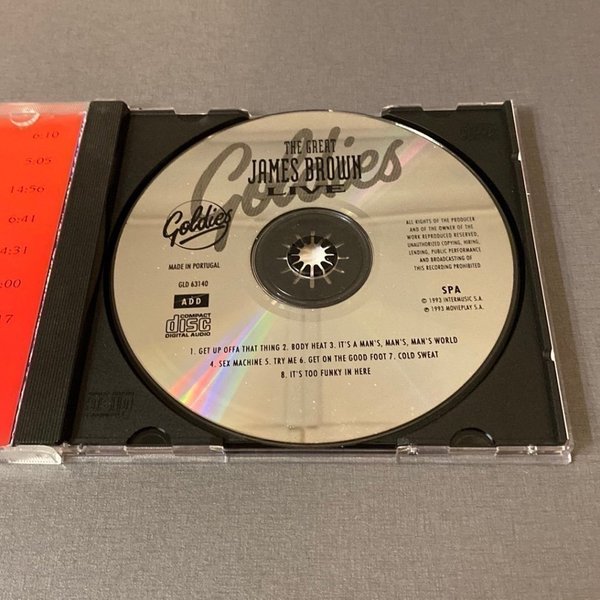 6:10
5:05
14:56
6:41
4:31
:00
17
Goldies
THE GREAT
JAMES BROWN
LIVE
Goldies
MADE IN PORTUGAL
GLD 63140
ADD
COMPACT
disc
DIGITAL AUDIO
ALL RIGHTS OF THE PRODUCER
AND OF THE OWNER OF THE
WORK REPRODUCED RESERVED,
UNAUTHORIZED COPYING, HIRING,
LENDING, PUBLIC PERFORMANCE
AND BROADCASTING OF
THIS RECORDING PROHIBITED
SPA
© 1993 INTERMUSIC S.A.
℗ 1993 MOVIEPLAY S.A.
1. GET UP OFFA THAT THING 2. BODY HEAT 3. IT'S A MAN'S, MAN'S, MAN'S WORLD
4. SEX MACHINE 5. TRY ME 6. GET ON THE GOOD FOOT 7. COLD SWEAT
8. IT'S TOO FUNKY IN HERE